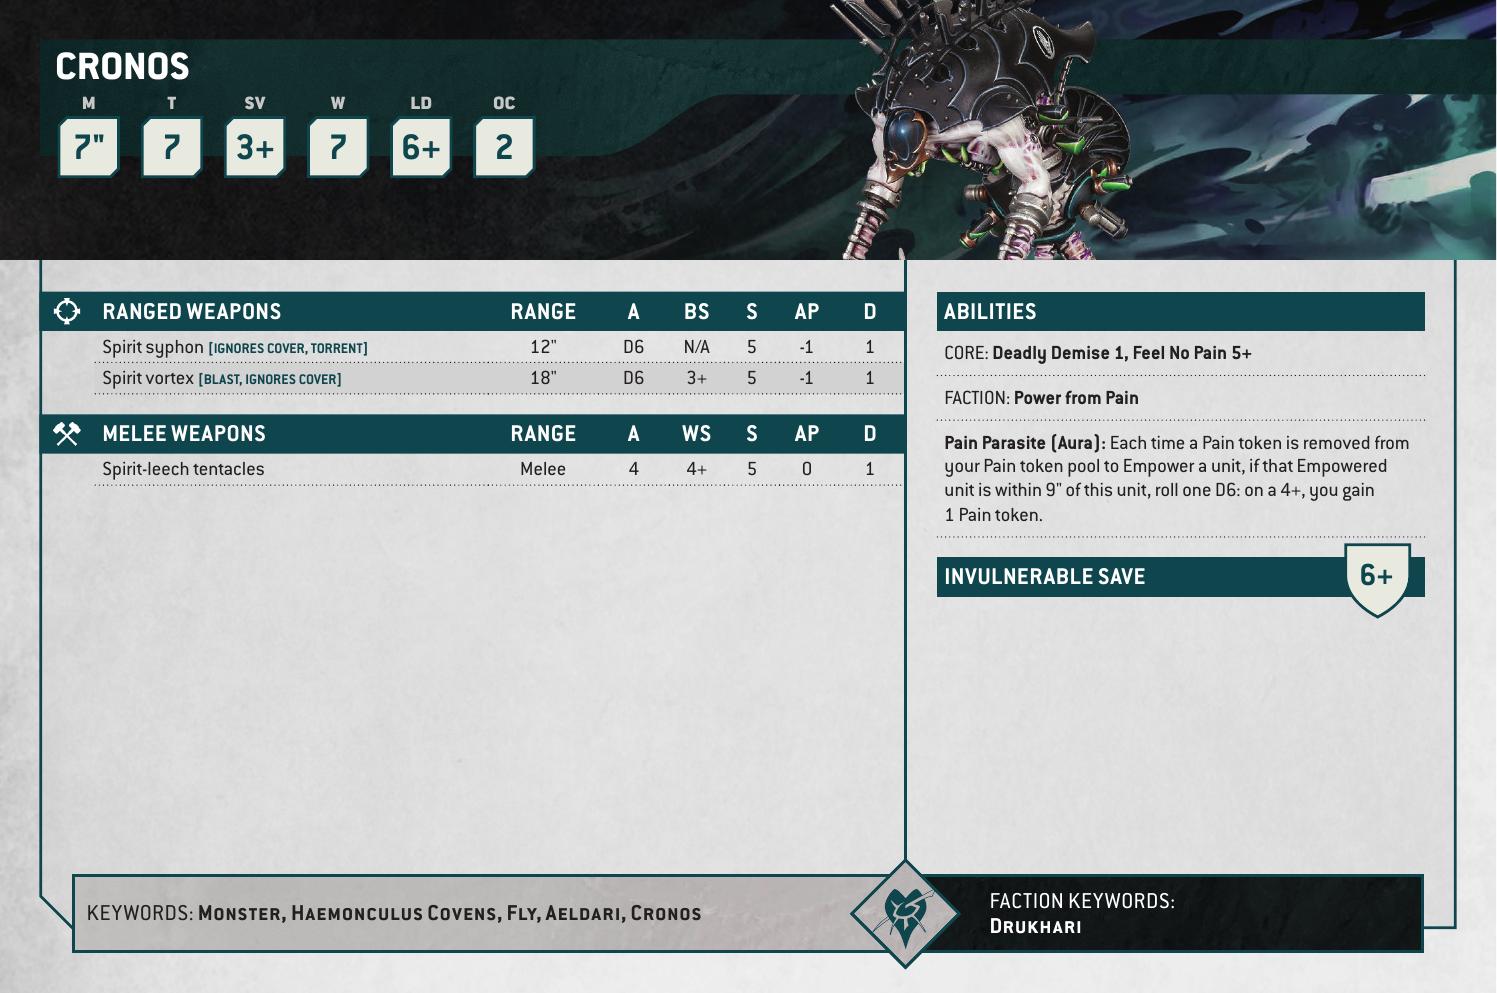 CRONOS
M T SV W LD OC
7" 7 3+ 7 6+ 2
RANGED WEAPONS RANGE A BS S AP D
Spirit syphon [IGNORES COVER, TORRENT] 12" D6 N/A 5 -1 1
Spirit vortex [BLAST, IGNORES COVER] 18" D6 3+ 5 -1 1
MELEE WEAPONS RANGE A WS S AP D
Spirit-leech tentacles Melee 4 4+ 5 0 1
ABILITIES
CORE: Deadly Demise 1, Feel No Pain 5+
FACTION: Power from Pain
Pain Parasite (Aura): Each time a Pain token is removed from
your Pain token pool to Empower a unit, if that Empowered
unit is within 9" of this unit, roll one D6: on a 4+, you gain
1 Pain token.
INVULNERABLE SAVE 6+
KEYWORDS: Monster, Haemonculus Covens, Fly, Aeldari, Cronos
FACTION KEYWORDS:
Drukhari